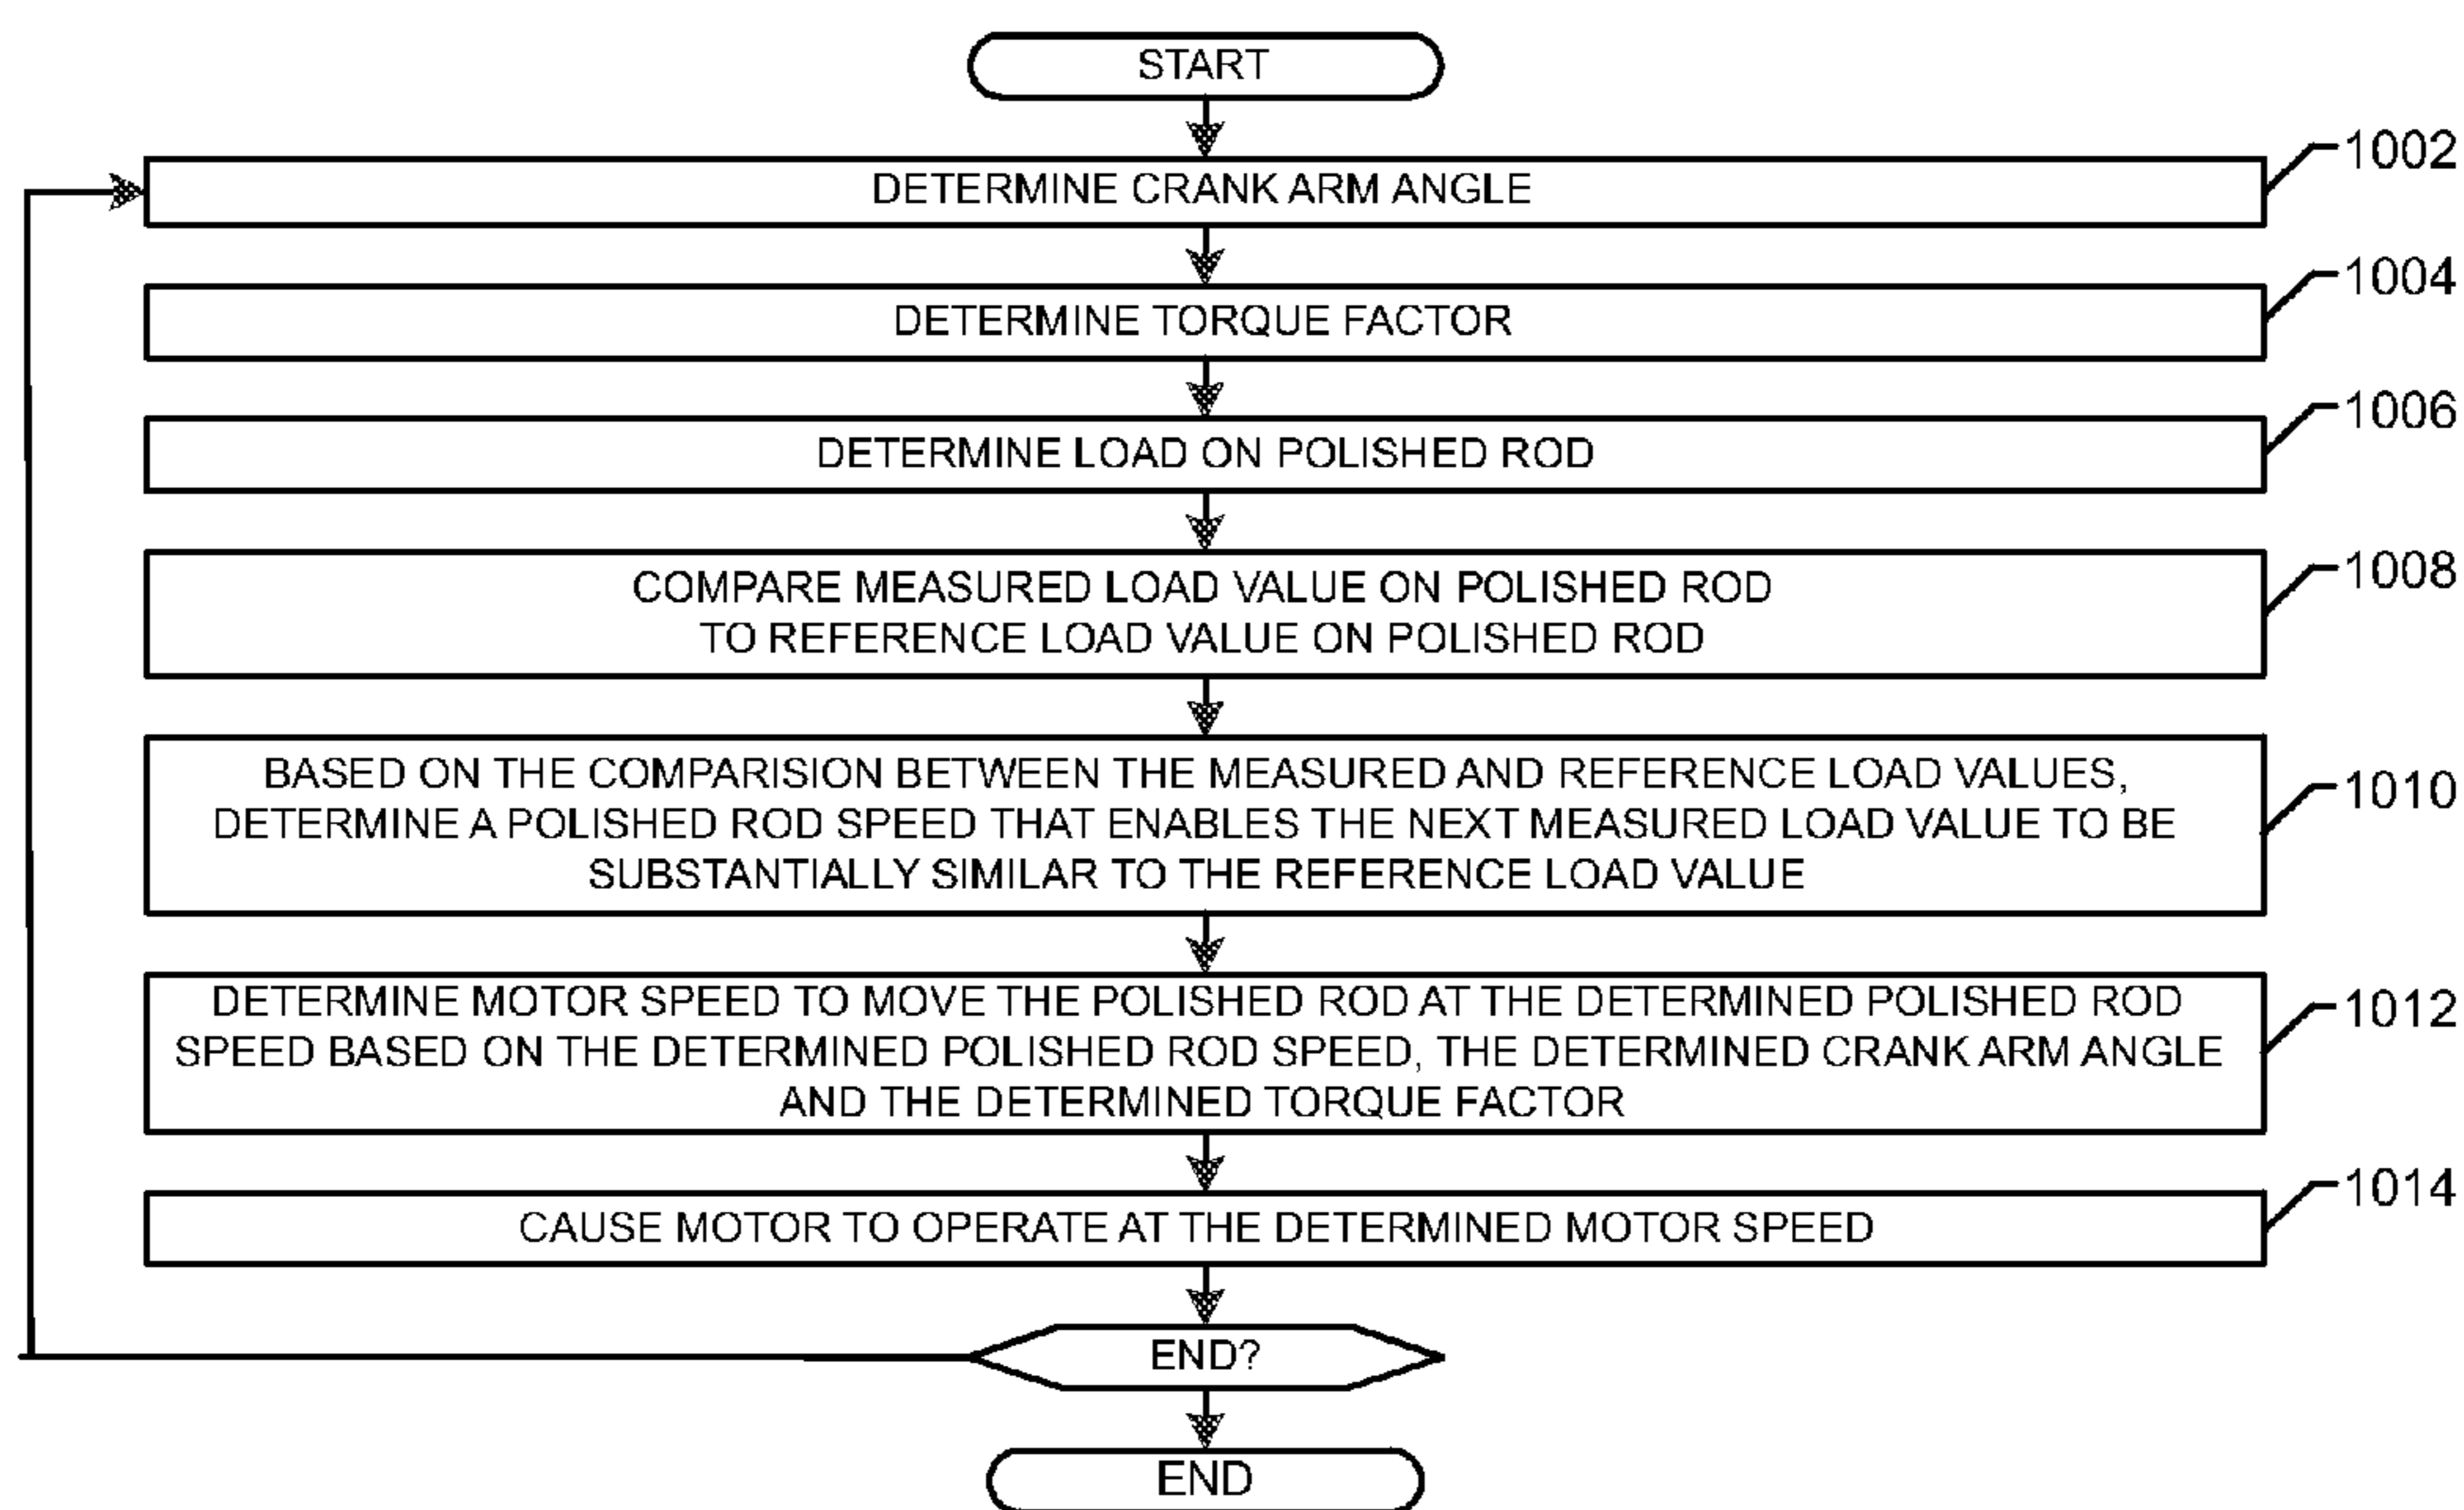 START
DETERMINE CRANK ARM ANGLE
1002
DETERMINE TORQUE FACTOR
1004
DETERMINE LOAD ON POLISHED ROD
1006
COMPARE MEASURED LOAD VALUE ON POLISHED ROD
TO REFERENCE LOAD VALUE ON POLISHED ROD
1008
BASED ON THE COMPARISION BETWEEN THE MEASURED AND REFERENCE LOAD VALUES,
DETERMINE A POLISHED ROD SPEED THAT ENABLES THE NEXT MEASURED LOAD VALUE TO BE
SUBSTANTIALLY SIMILAR TO THE REFERENCE LOAD VALUE
1010
DETERMINE MOTOR SPEED TO MOVE THE POLISHED ROD AT THE DETERMINED POLISHED ROD
SPEED BASED ON THE DETERMINED POLISHED ROD SPEED, THE DETERMINED CRANK ARM ANGLE
AND THE DETERMINED TORQUE FACTOR
1012
CAUSE MOTOR TO OPERATE AT THE DETERMINED MOTOR SPEED
1014
END?
END